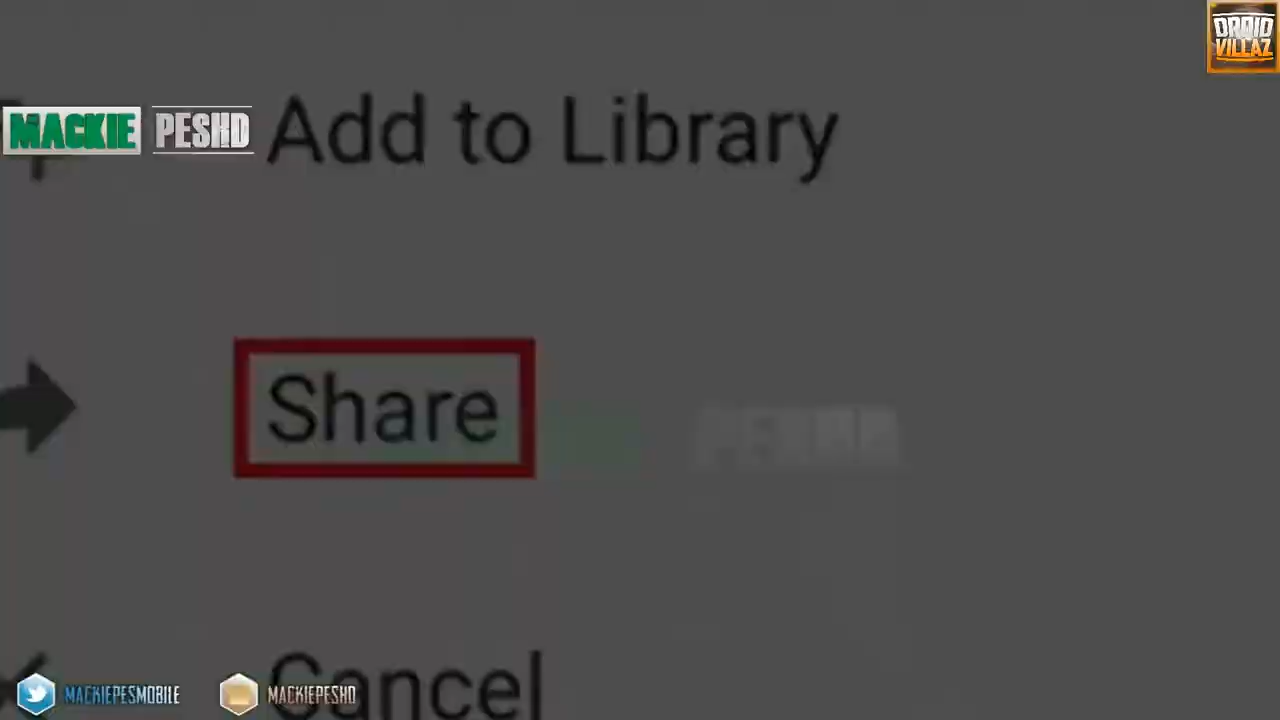 DROID
VILLAZ
MACKIE PESHD
Add to Library
Share
Cancel
MACKIEPESMOBILE
MACKIEPESHD